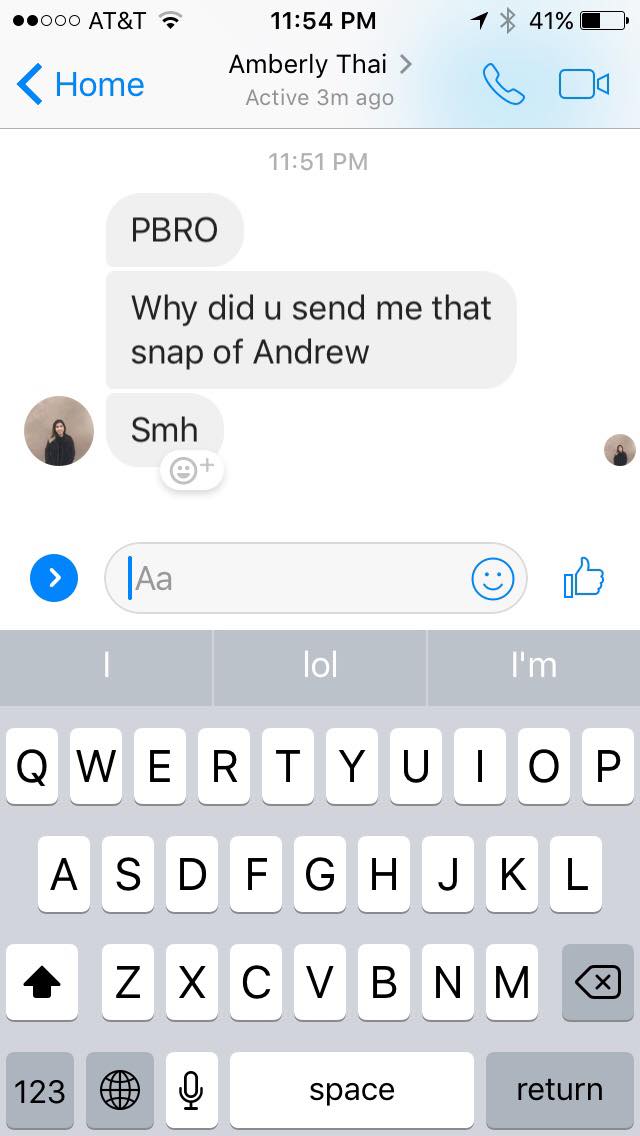 AT&T 11:54 PM 41%
Home Amberly Thai
Active 3m ago
11:51 PM
PBRO
Why did u send me that
snap of Andrew
Smh
Aa
I lol I'm
Q W E R T Y U I O P
A S D F G H J K L
Z X C V B N M
123 space return